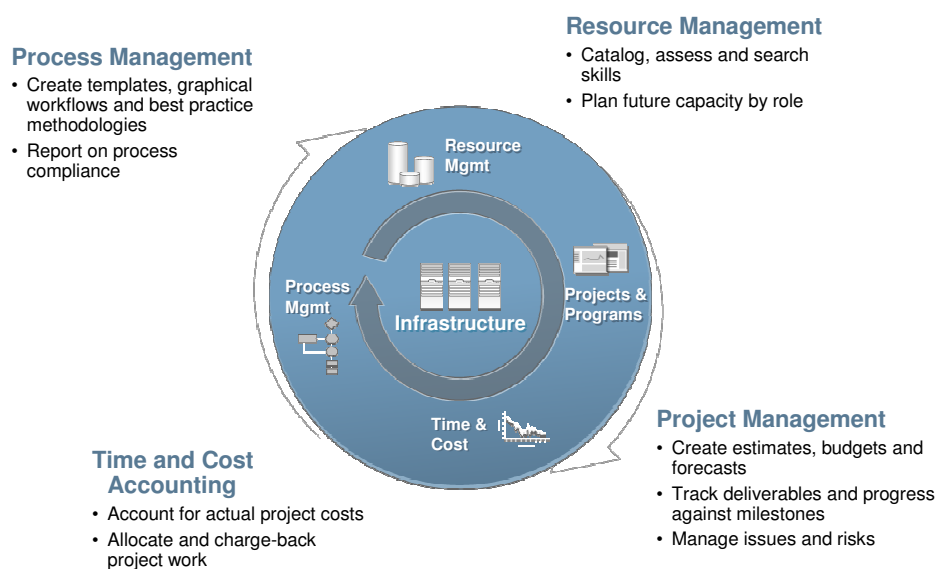 Resource Management
• Catalog, assess and search
skills
• Plan future capacity by role
Process Management
• Create templates, graphical
workflows and best practice
methodologies
• Report on process
compliance
Resource
Mgmt
Process
Mgmt
Infrastructure
Projects &
Programs
Time &
Cost
Project Management
• Create estimates, budgets and
forecasts
• Track deliverables and progress
against milestones
• Manage issues and risks
Time and Cost
Accounting
• Account for actual project costs
• Allocate and charge-back
project work